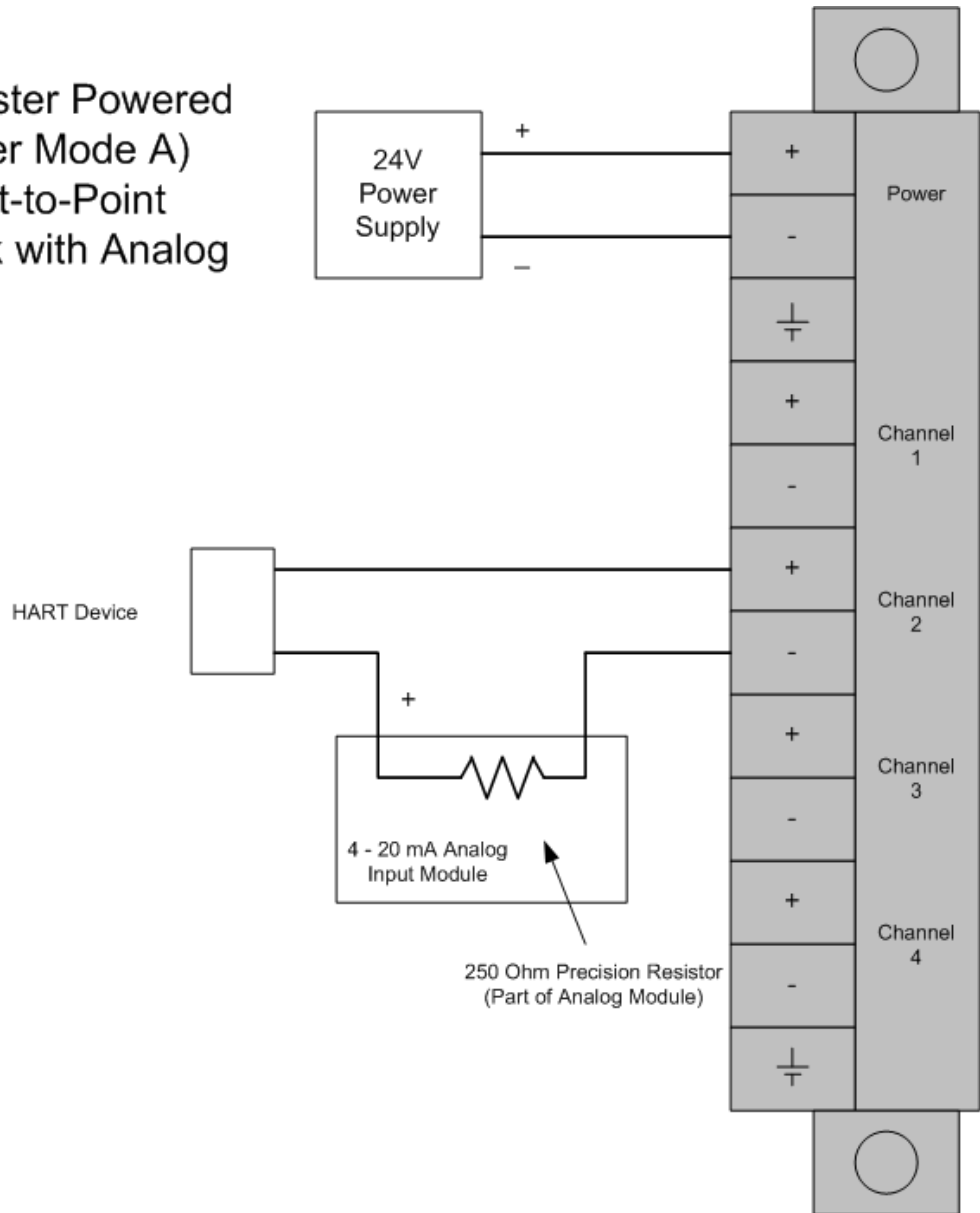 ster Powered
er Mode A)
t-to-Point
with Analog
24V
Power
Supply
+
–
+
-
Power
+
-
Channel
1
+
-
Channel
2
+
-
Channel
3
+
-
Channel
4
HART Device
+
4 - 20 mA Analog
Input Module
250 Ohm Precision Resistor
(Part of Analog Module)